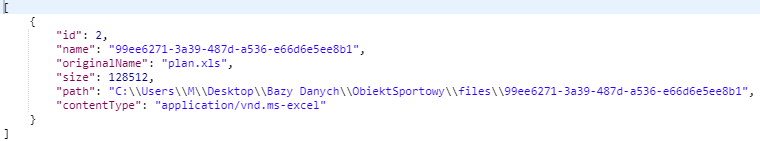 [
{
"id": 2,
"name": "99ee6271-3a39-487d-a536-e66d6e5ee8b1",
"originalName": "plan.xls",
"size": 128512,
"path": "C:\\Users\\M\\Desktop\\Bazy Danych\\ObiektSportowy\\files\\99ee6271-3a39-487d-a536-e66d6e5ee8b1",
"contentType": "application/vnd.ms-excel"
}
]